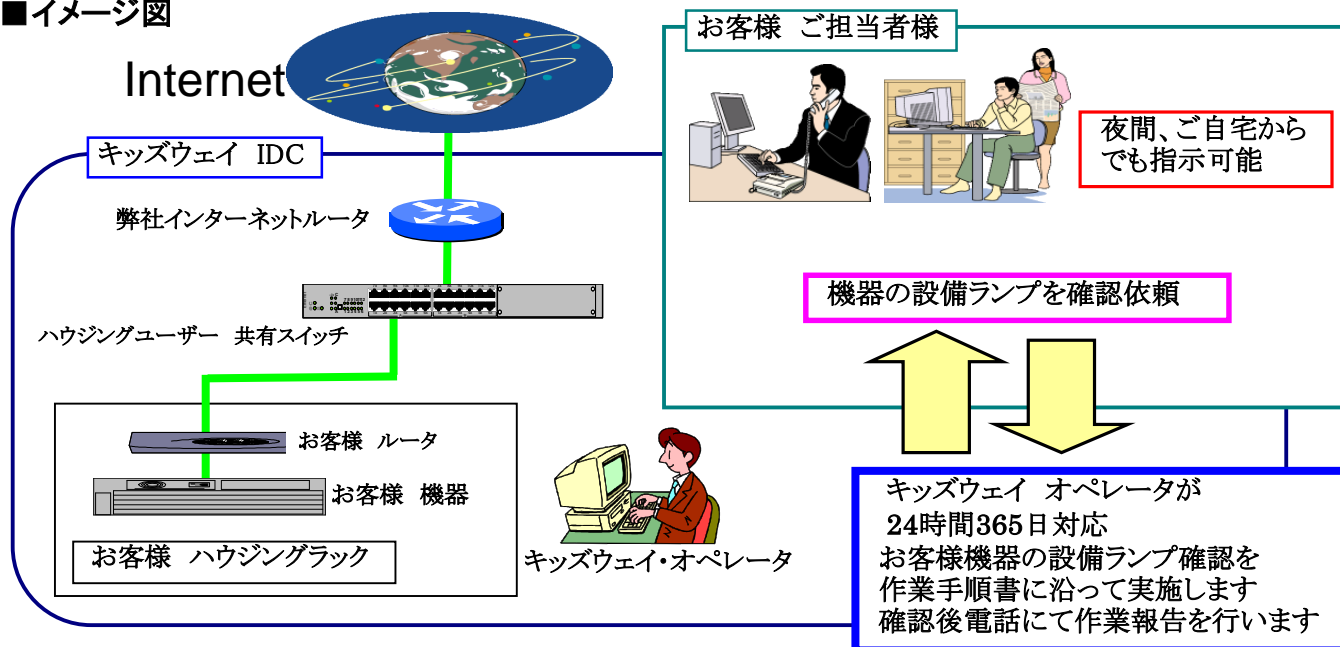 ■イメージ図
Internet
お客様 ご担当者様
夜間、ご自宅から
でも指示可能
キッズウェイ IDC
弊社インターネットルータ
機器の設備ランプを確認依頼
ハウジングユーザー 共有スイッチ
お客様 ルータ
お客様 機器
お客様 ハウジングラック
キッズウェイ・オペレータ
キッズウェイ オペレータが
24時間365日対応
お客様機器の設備ランプ確認を
作業手順書に沿って実施します
確認後電話にて作業報告を行います